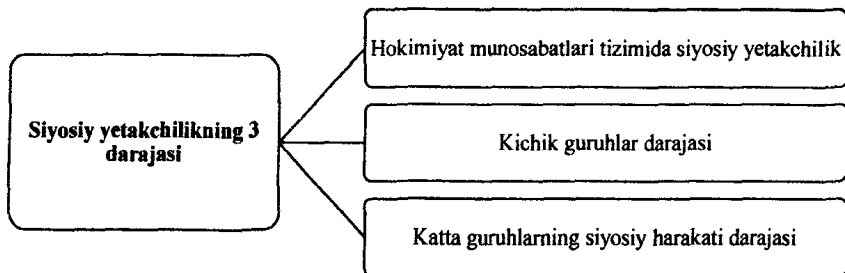 Siyosiy yetakchilikning 3
darajasi
Hokimiyat munosabatlari tizimida siyosiy yetakchilik
Kichik guruhlar darajasi
Katta guruhlarning siyosiy harakati darajasi